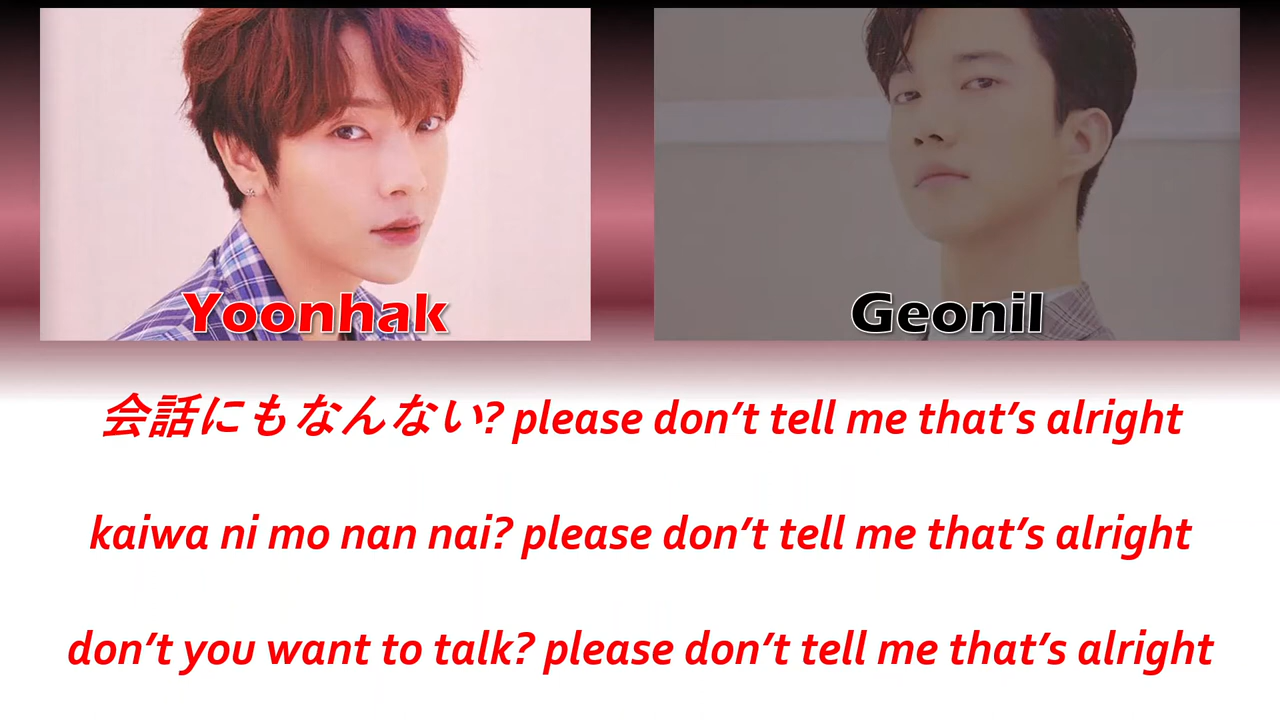 Yoonhak
Geonil
会話にもなんない? please don’t tell me that’s alright
kaiwa ni mo nan nai? please don’t tell me that’s alright
don’t you want to talk? please don’t tell me that’s alright